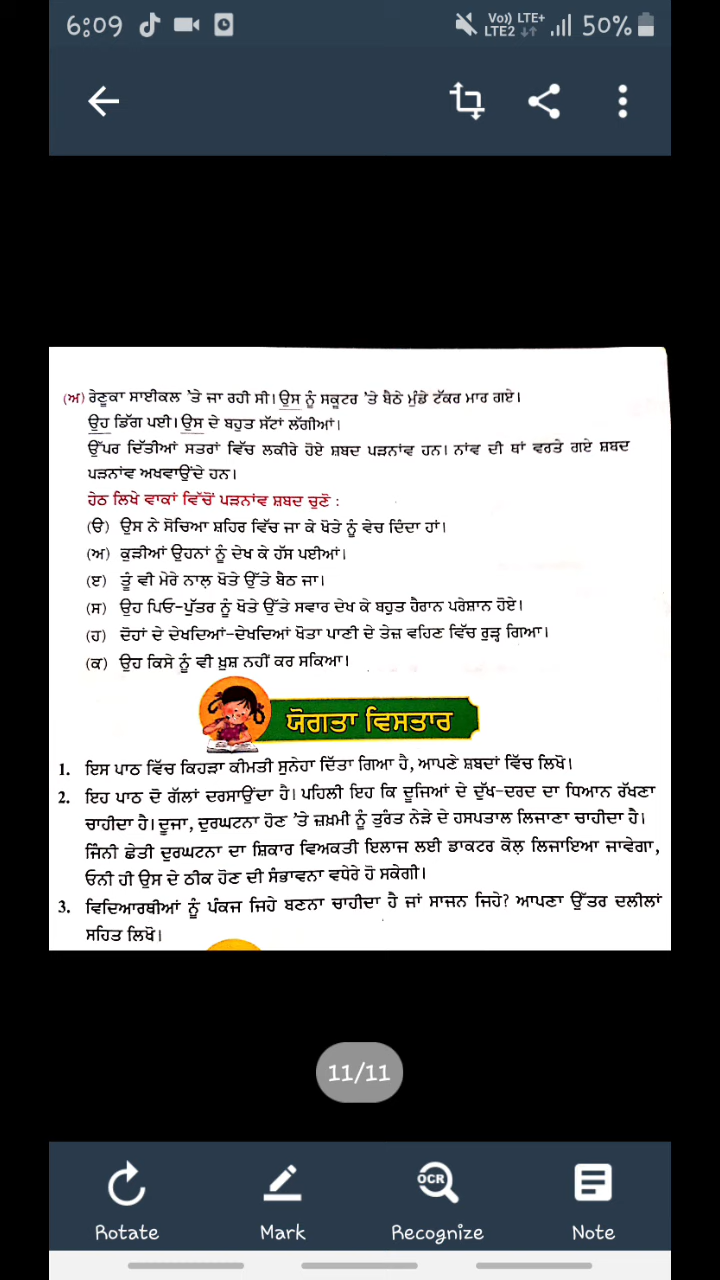 6:09
Vo)) LTE+
LTE2
50%
(ਅ) ਰੇਣੂਕਾ ਸਾਈਕਲ 'ਤੇ ਜਾ ਰਹੀ ਸੀ। ਉਸ ਨੂੰ ਸਕੂਟਰ 'ਤੇ ਬੈਠੇ ਮੁੰਡੇ ਟੱਕਰ ਮਾਰ ਗਏ।
ਉਹ ਡਿੱਗ ਪਈ। ਉਸ ਦੇ ਬਹੁਤ ਸੱਟਾਂ ਲੱਗੀਆਂ।
ਉੱਪਰ ਦਿੱਤੀਆਂ ਸਤਰਾਂ ਵਿੱਚ ਲਕੀਰੇ ਹੋਏ ਸ਼ਬਦ ਪੜਨਾਂਵ ਹਨ। ਨਾਂਵ ਦੀ ਥਾਂ ਵਰਤੇ ਗਏ ਸ਼ਬਦ
ਪੜਨਾਂਵ ਅਖਵਾਉਂਦੇ ਹਨ।
ਹੇਠ ਲਿਖੇ ਵਾਕਾਂ ਵਿੱਚੋਂ ਪੜਨਾਂਵ ਸ਼ਬਦ ਚੁਣੋ :
(ੳ) ਉਸ ਨੇ ਸੋਚਿਆ ਸ਼ਹਿਰ ਵਿੱਚ ਜਾ ਕੇ ਖੋਤੇ ਨੂੰ ਵੇਚ ਦਿੰਦਾ ਹਾਂ।
(ਅ) ਕੁੜੀਆਂ ਉਹਨਾਂ ਨੂੰ ਦੇਖ ਕੇ ਹੱਸ ਪਈਆਂ।
(ੲ) ਤੂੰ ਵੀ ਮੇਰੇ ਨਾਲ਼ ਖੋਤੇ ਉੱਤੇ ਬੈਠ ਜਾ।
(ਸ) ਉਹ ਪਿਓ-ਪੁੱਤਰ ਨੂੰ ਖੋਤੇ ਉੱਤੇ ਸਵਾਰ ਦੇਖ ਕੇ ਬਹੁਤ ਹੈਰਾਨ ਪਰੇਸ਼ਾਨ ਹੋਏ।
(ਹ) ਦੋਹਾਂ ਦੇ ਦੇਖਦਿਆਂ-ਦੇਖਦਿਆਂ ਖੋਤਾ ਪਾਣੀ ਦੇ ਤੇਜ਼ ਵਹਿਣ ਵਿੱਚ ਰੁੜ੍ਹ ਗਿਆ।
(ਕ) ਉਹ ਕਿਸੇ ਨੂੰ ਵੀ ਖ਼ੁਸ਼ ਨਹੀਂ ਕਰ ਸਕਿਆ।
ਯੋਗਤਾ ਵਿਸਤਾਰ
1. ਇਸ ਪਾਠ ਵਿੱਚ ਕਿਹੜਾ ਕੀਮਤੀ ਸੁਨੇਹਾ ਦਿੱਤਾ ਗਿਆ ਹੈ, ਆਪਣੇ ਸ਼ਬਦਾਂ ਵਿੱਚ ਲਿਖੋ।
2. ਇਹ ਪਾਠ ਦੋ ਗੱਲਾਂ ਦਰਸਾਉਂਦਾ ਹੈ। ਪਹਿਲੀ ਇਹ ਕਿ ਦੂਜਿਆਂ ਦੇ ਦੁੱਖ-ਦਰਦ ਦਾ ਧਿਆਨ ਰੱਖਣਾ
ਚਾਹੀਦਾ ਹੈ। ਦੂਜਾ, ਦੁਰਘਟਨਾ ਹੋਣ 'ਤੇ ਜ਼ਖ਼ਮੀ ਨੂੰ ਤੁਰੰਤ ਨੇੜੇ ਦੇ ਹਸਪਤਾਲ ਲਿਜਾਣਾ ਚਾਹੀਦਾ ਹੈ।
ਜਿੰਨੀ ਛੇਤੀ ਦੁਰਘਟਨਾ ਦਾ ਸ਼ਿਕਾਰ ਵਿਅਕਤੀ ਇਲਾਜ ਲਈ ਡਾਕਟਰ ਕੋਲ਼ ਲਿਜਾਇਆ ਜਾਵੇਗਾ,
ਓਨੀ ਹੀ ਉਸ ਦੇ ਠੀਕ ਹੋਣ ਦੀ ਸੰਭਾਵਨਾ ਵਧੇਰੇ ਹੋ ਸਕੇਗੀ।
3. ਵਿਦਿਆਰਥੀਆਂ ਨੂੰ ਪੰਕਜ ਜਿਹੇ ਬਣਨਾ ਚਾਹੀਦਾ ਹੈ ਜਾਂ ਸਾਜਨ ਜਿਹੇ? ਆਪਣਾ ਉੱਤਰ ਦਲੀਲਾਂ
ਸਹਿਤ ਲਿਖੋ।
11/11
OCR
Rotate Mark Recognize Note